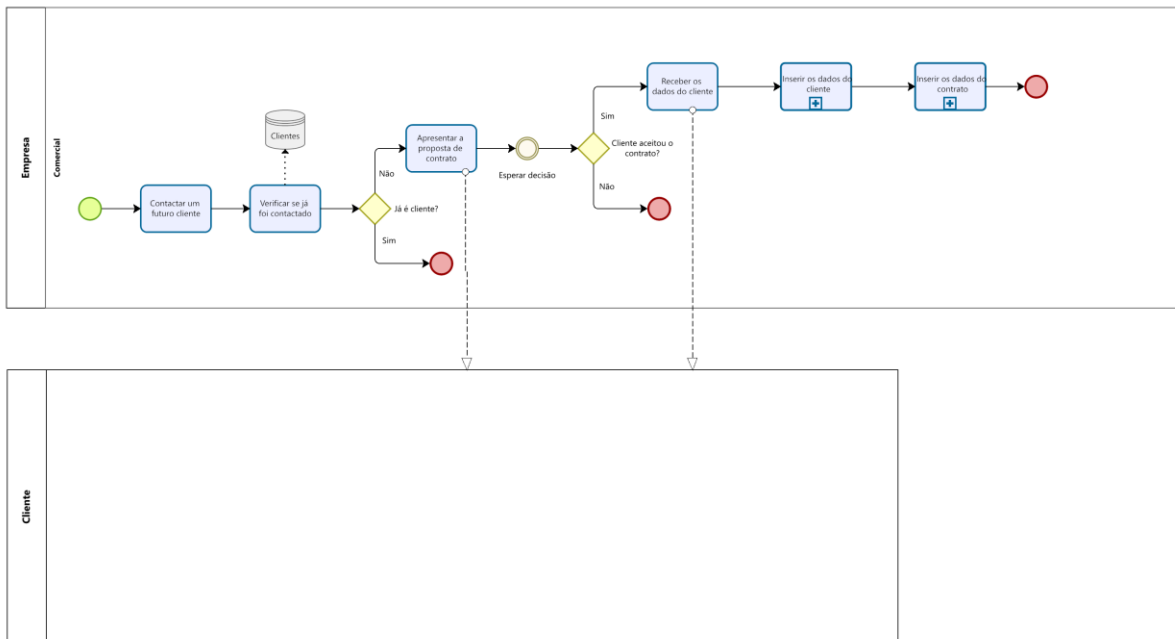 Empresa
Comercial
Contactar um
futuro cliente
Verificar se já
foi contactado
Clientes
Já é cliente?
Não
Sim
Apresentar a
proposta de
contrato
Esperar decisão
Cliente aceitou o
contrato?
Sim
Não
Receber os
dados do cliente
Inserir os dados do
cliente
Inserir os dados do
contrato
Cliente